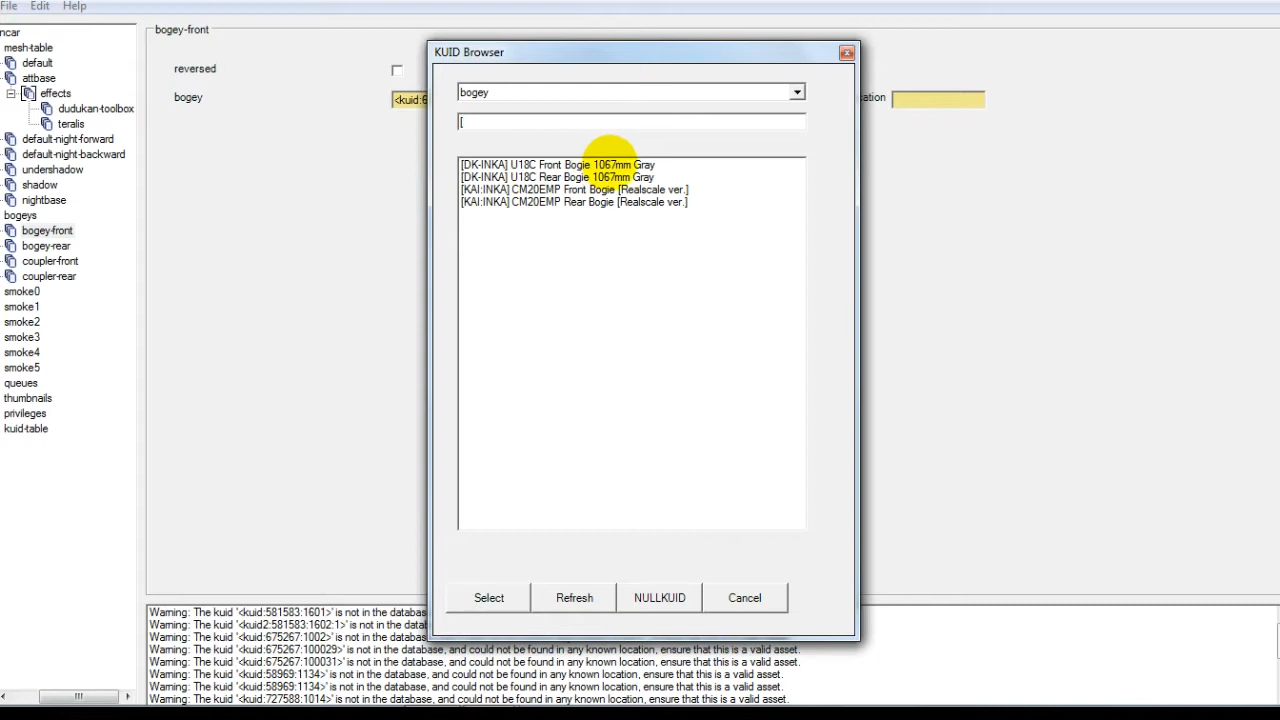 File Edit Help
ncar
mesh-table
default
attbase
effects
dudukan-toolbox
teralis
default-night-forward
default-night-backward
undershadow
shadow
nightbase
bogeys
bogey-front
bogey-rear
coupler-front
coupler-rear
smoke0
smoke1
smoke2
smoke3
smoke4
smoke5
queues
thumbnails
privileges
kuid-table
bogey-front
reversed
bogey
<kuid:6
ation
KUID Browser
bogey
[
[DK-INKA] U18C Front Bogie 1067mm Gray
[DK-INKA] U18C Rear Bogie 1067mm Gray
[KAI:INKA] CM20EMP Front Bogie [Realscale ver.]
[KAI:INKA] CM20EMP Rear Bogie [Realscale ver.]
Select Refresh NULLKUID Cancel
Warning: The kuid '<kuid:581583:1601>' is not in the databas
Warning: The kuid '<kuid2:581583:1602:1>' is not in the datab
Warning: The kuid '<kuid:675267:1002>' is not in the databas
Warning: The kuid '<kuid:675267:100029>' is not in the database, and could not be found in any known location, ensure that this is a valid asset.
Warning: The kuid '<kuid:675267:100031>' is not in the database, and could not be found in any known location, ensure that this is a valid asset.
Warning: The kuid '<kuid:58969:1134>' is not in the database, and could not be found in any known location, ensure that this is a valid asset.
Warning: The kuid '<kuid:58969:1134>' is not in the database, and could not be found in any known location, ensure that this is a valid asset.
Warning: The kuid '<kuid:727588:1014>' is not in the database, and could not be found in any known location, ensure that this is a valid asset.